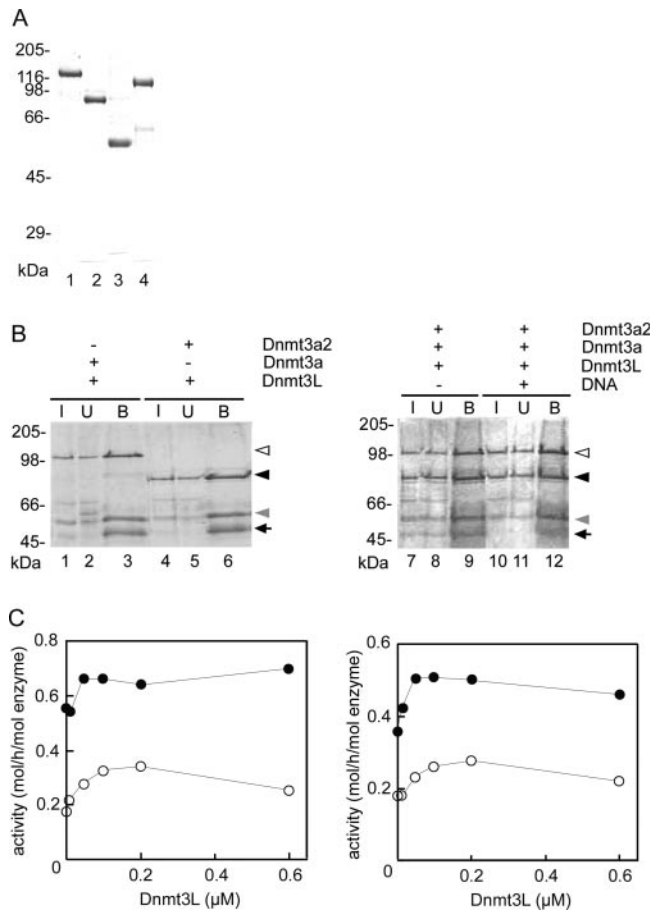 A
205-
116-
98-
66-
45-
29-
kDa
1 2 3 4
B
- + Dnmt3a2
+ - Dnmt3a
+ + Dnmt3L
I U B I U B
205-
98-
66-
45-
kDa 1 2 3 4 5 6
+ + Dnmt3a2
+ + Dnmt3a
+ + Dnmt3L
- + DNA
I U B I U B
205-
98-
66-
45-
kDa 7 8 9 10 11 12
C
activity (mol/h/mol enzyme)
0.8
0.6
0.4
0.2
0
0 0.2 0.4 0.6
Dnmt3L (µM)
activity (mol/h/mol enzyme)
0.6
0.4
0.2
0
0 0.2 0.4 0.6
Dnmt3L (µM)